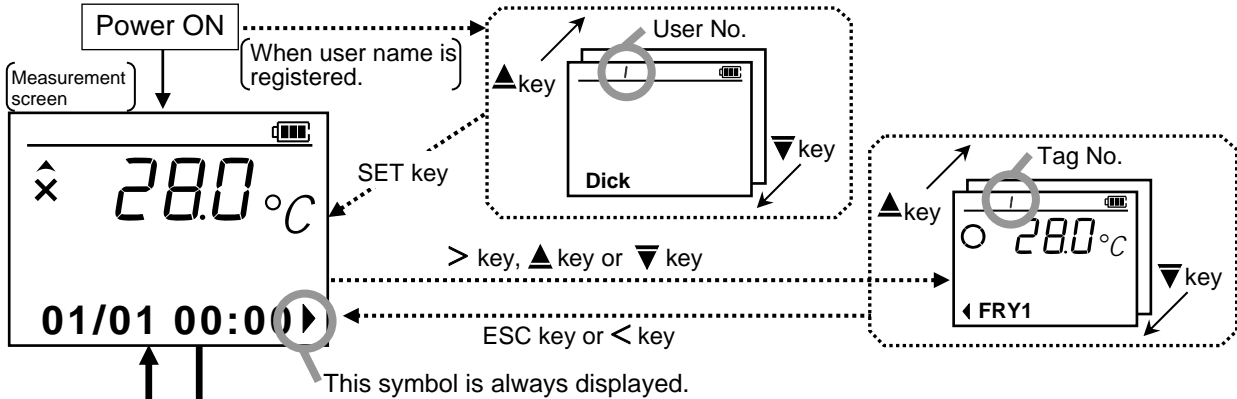 Power ON
When user name is
registered.
User No.
▲key
1
Dick
▼key
Measurement
screen
28.0 °C
01/01 00:00
SET key
Tag No.
▲key
1
28.0 °C
FRY1
▼key
> key, ▲ key or ▼ key
ESC key or < key
This symbol is always displayed.